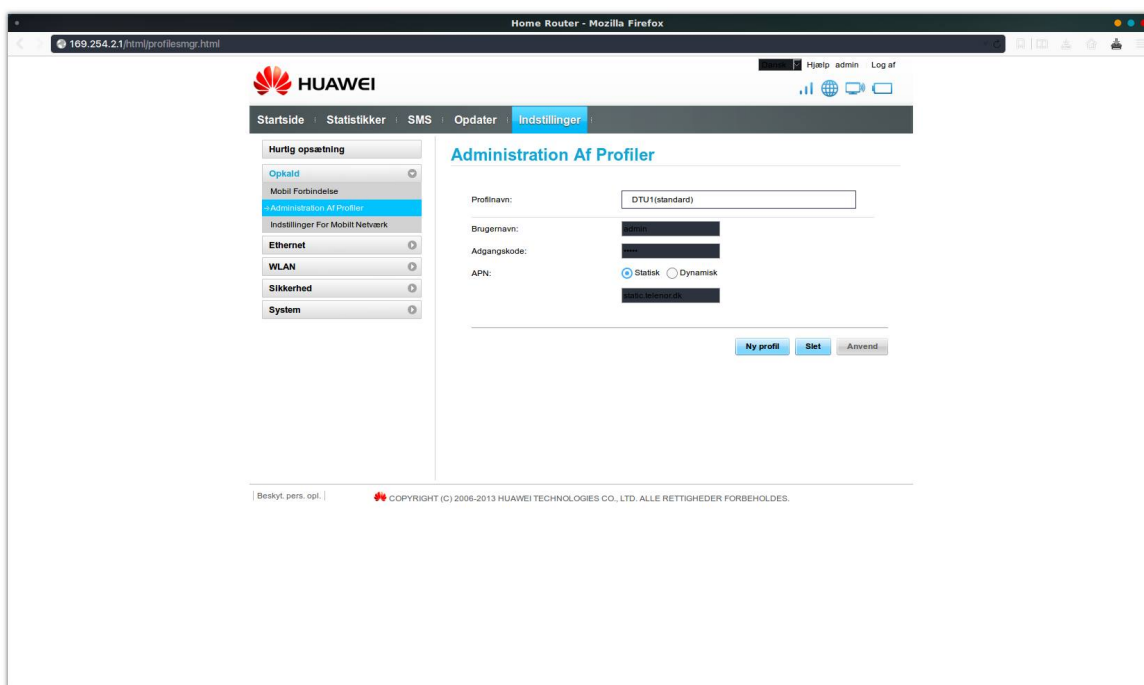 Home Router - Mozilla Firefox
169.254.2.1/html/profilesmgr.html
Dansk Hjælp admin Log af
HUAWEI
Startside Statistikker SMS Opdater Indstillinger
Hurtig opsætning
Opkald
Mobil Forbindelse
→Administration Af Profiler
Indstillinger For Mobilt Netværk
Ethernet
WLAN
Sikkerhed
System
Administration Af Profiler
Profilnavn: DTU1(standard)
Brugernavn: admin
Adgangskode: •••••
APN: Statisk Dynamisk
static.telenor.dk
Ny profil Slet Anvend
Beskyt. pers. opl. COPYRIGHT (C) 2006-2013 HUAWEI TECHNOLOGIES CO., LTD. ALLE RETTIGHEDER FORBEHOLDES.